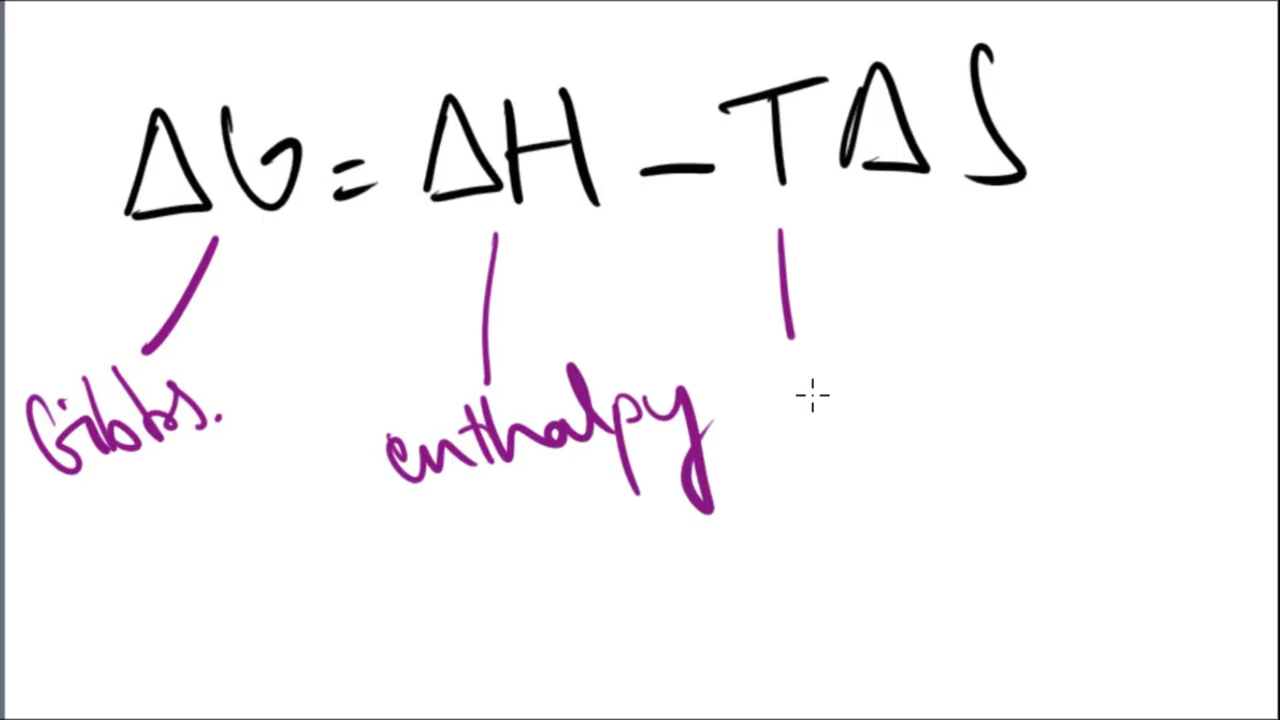 ΔG = ΔH - TΔS
Gibbs. enthalpy